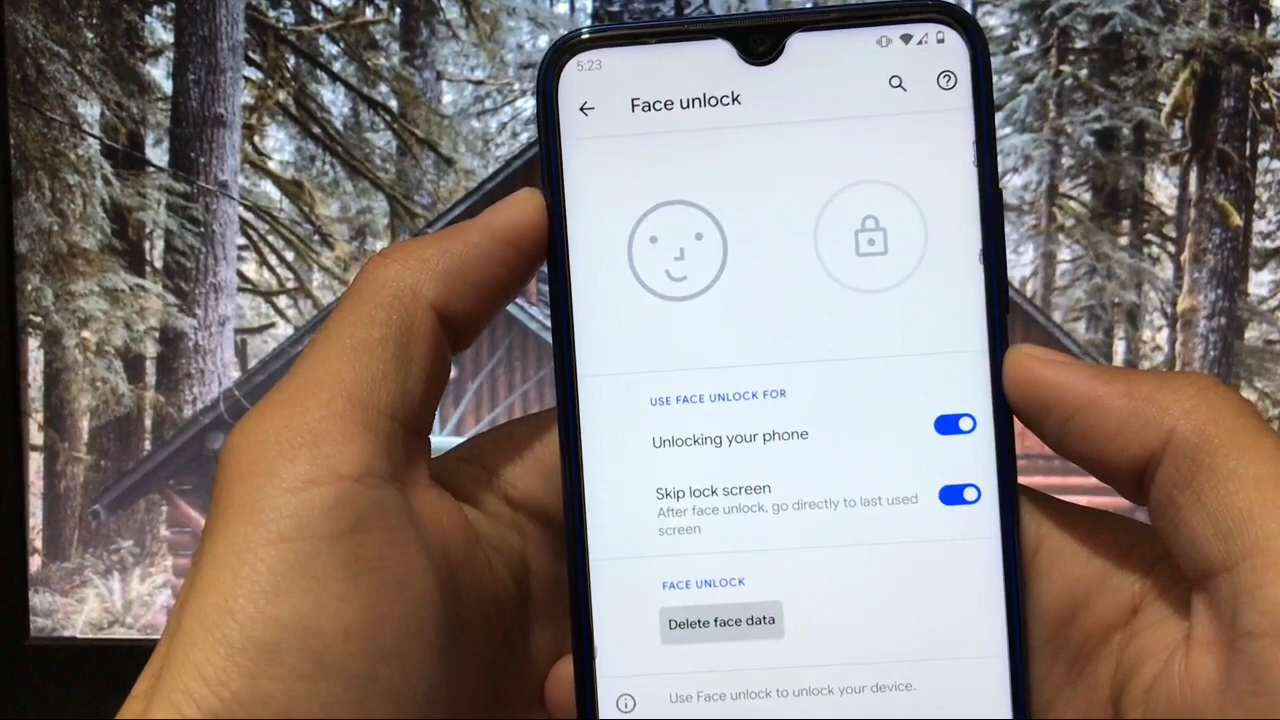 5:23
Face unlock
USE FACE UNLOCK FOR
Unlocking your phone
Skip lock screen
After face unlock, go directly to last used
screen
FACE UNLOCK
Delete face data
Use Face unlock to unlock your device.